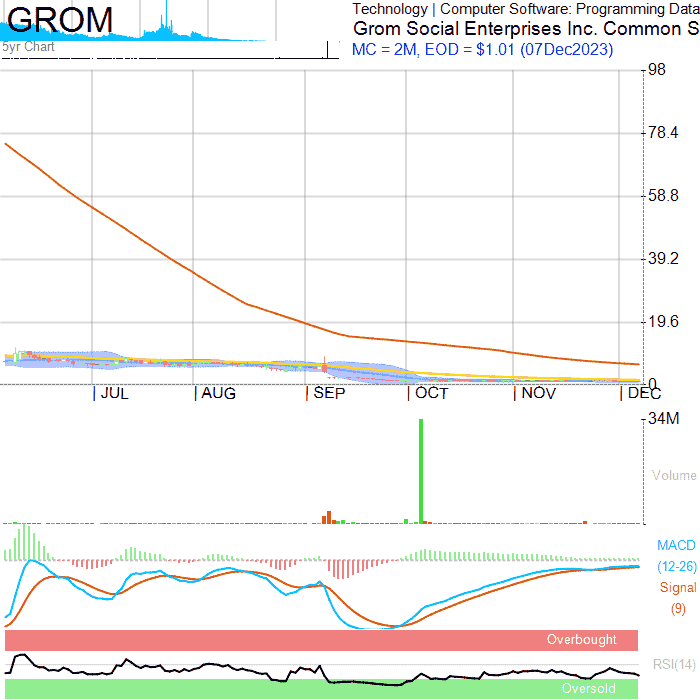 GROM
Technology | Computer Software: Programming Data
Grom Social Enterprises Inc. Common S
5yr Chart
MC = 2M, EOD = $1.01 (07Dec2023)
98
78.4
58.8
39.2
19.6
0
JUL AUG SEP OCT NOV DEC
34M
Volume
MACD
(12-26)
Signal
(9)
Overbought
RSI(14)
Oversold